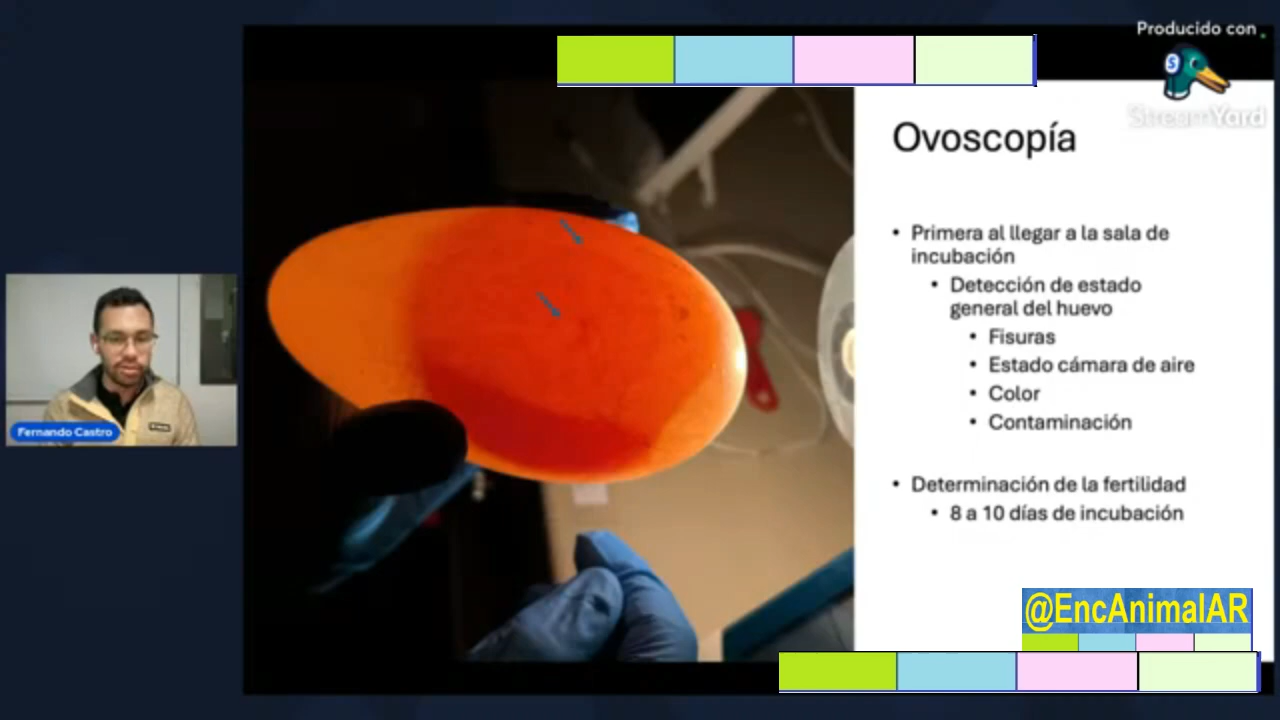 Producido con
StreamYard
Ovoscopía
• Primera al llegar a la sala de
incubación
• Detección de estado
general del huevo
• Fisuras
• Estado cámara de aire
• Color
• Contaminación
• Determinación de la fertilidad
• 8 a 10 días de incubación
Fernando Castro
@EncAnimalAR